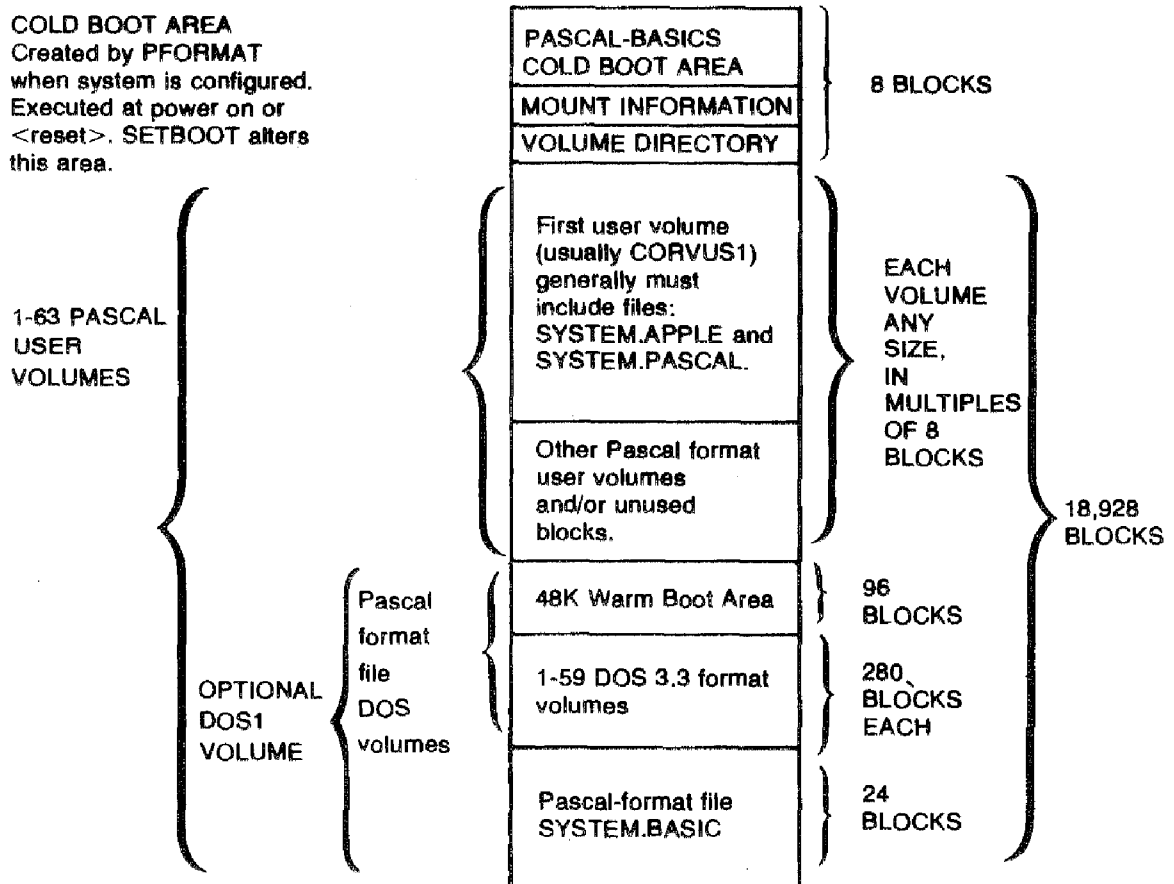 COLD BOOT AREA
Created by PFORMAT
when system is configured.
Executed at power on or
<reset>. SETBOOT alters
this area.
PASCAL-BASICS
COLD BOOT AREA
MOUNT INFORMATION
VOLUME DIRECTORY
8 BLOCKS
1-63 PASCAL
USER
VOLUMES
First user volume
(usually CORVUS1)
generally must
include files:
SYSTEM.APPLE and
SYSTEM.PASCAL.
Other Pascal format
user volumes
and/or unused
blocks.
EACH
VOLUME
ANY
SIZE,
IN
MULTIPLES
OF 8
BLOCKS
18,928
BLOCKS
OPTIONAL
DOS1
VOLUME
Pascal
format
file
DOS
volumes
48K Warm Boot Area
96
BLOCKS
1-59 DOS 3.3 format
volumes
280
BLOCKS
EACH
Pascal-format file
SYSTEM.BASIC
24
BLOCKS